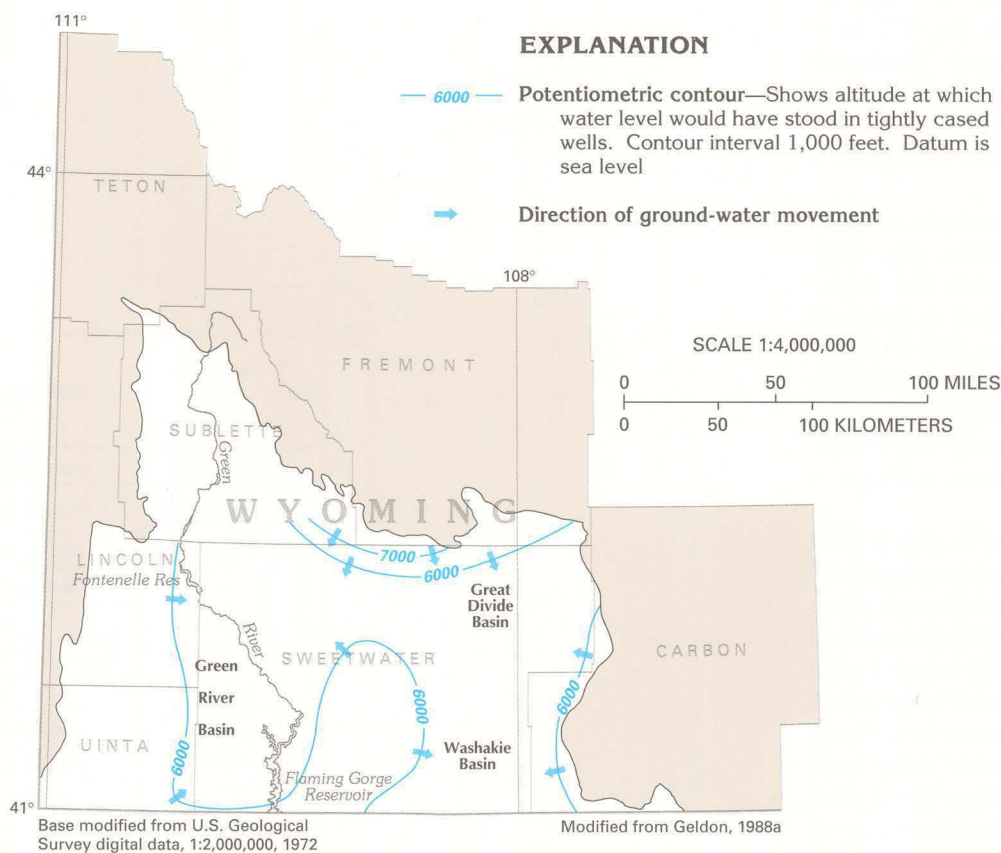 111°
EXPLANATION
6000
Potentiometric contour—Shows altitude at which
water level would have stood in tightly cased
wells. Contour interval 1,000 feet. Datum is
sea level
44°
TETON
Direction of ground-water movement
108°
SCALE 1:4,000,000
FREMONT
0 50 100 MILES
0 50 100 KILOMETERS
SUBLETTE
Green
WYOMING
LINCOLN
7000
Fontenelle Res
6000
Great
Divide
Basin
River
SWEETWATER
CARBON
Green
River
Basin
6000
6000
UINTA
6000
Washakie
Basin
Flaming Gorge
Reservoir
41°
Base modified from U.S. Geological
Survey digital data, 1:2,000,000, 1972
Modified from Geldon, 1988a